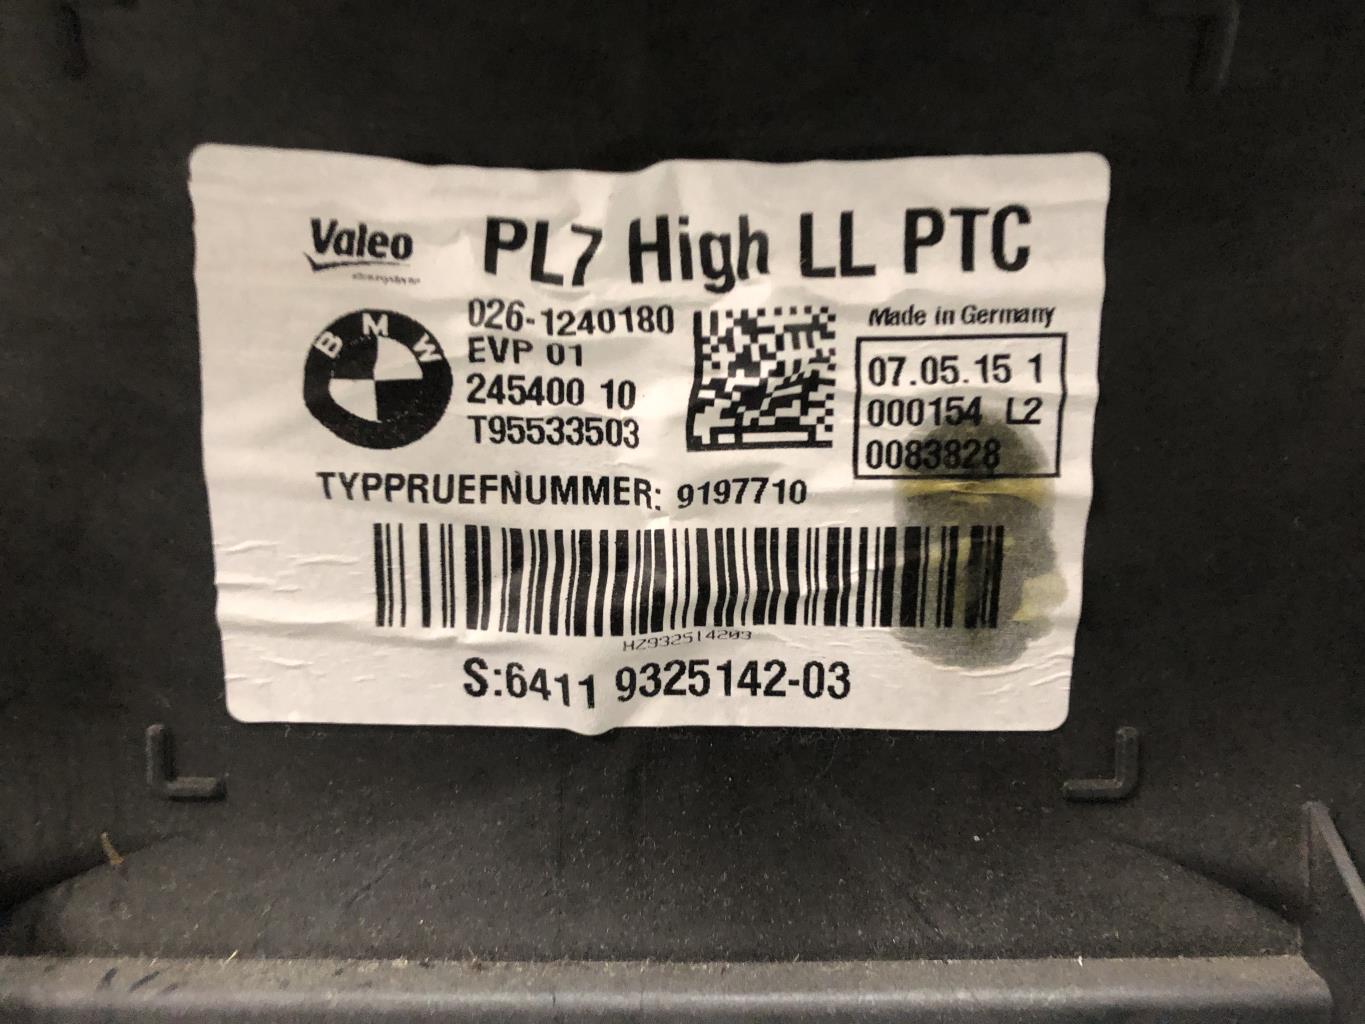 Valeo
PL7 High LL PTC
BMW
026-1240180
EVP 01
245400 10
T95533503
Made in Germany
07.05.15 1
000154 L2
0083828
TYPPRUEFNUMMER: 9197710
HZ932514203
S:6411 9325142-03